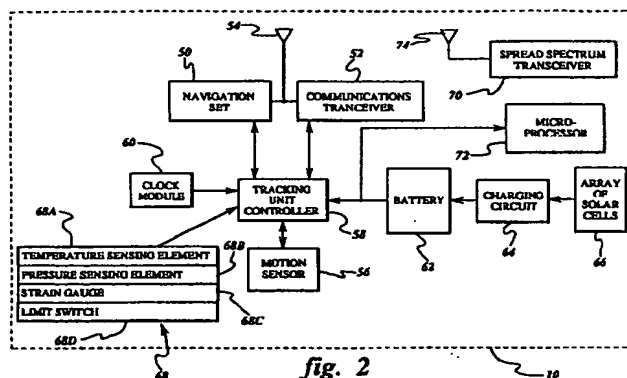 54
74
50
52
SPREAD SPECTRUM
TRANSCEIVER
70
NAVIGATION
SET
COMMUNICATIONS
TRANCEIVER
MICRO-
PROCESSOR
72
60
CLOCK
MODULE
TRACKING
UNIT
CONTROLLER
58
BATTERY
62
CHARGING
CIRCUIT
64
ARRAY
OF
SOLAR
CELLS
66
68A
TEMPERATURE SENSING ELEMENT
68B
PRESSURE SENSING ELEMENT
STRAIN GAUGE
68C
LIMIT SWITCH
68D
MOTION
SENSOR
56
68
fig. 2
10